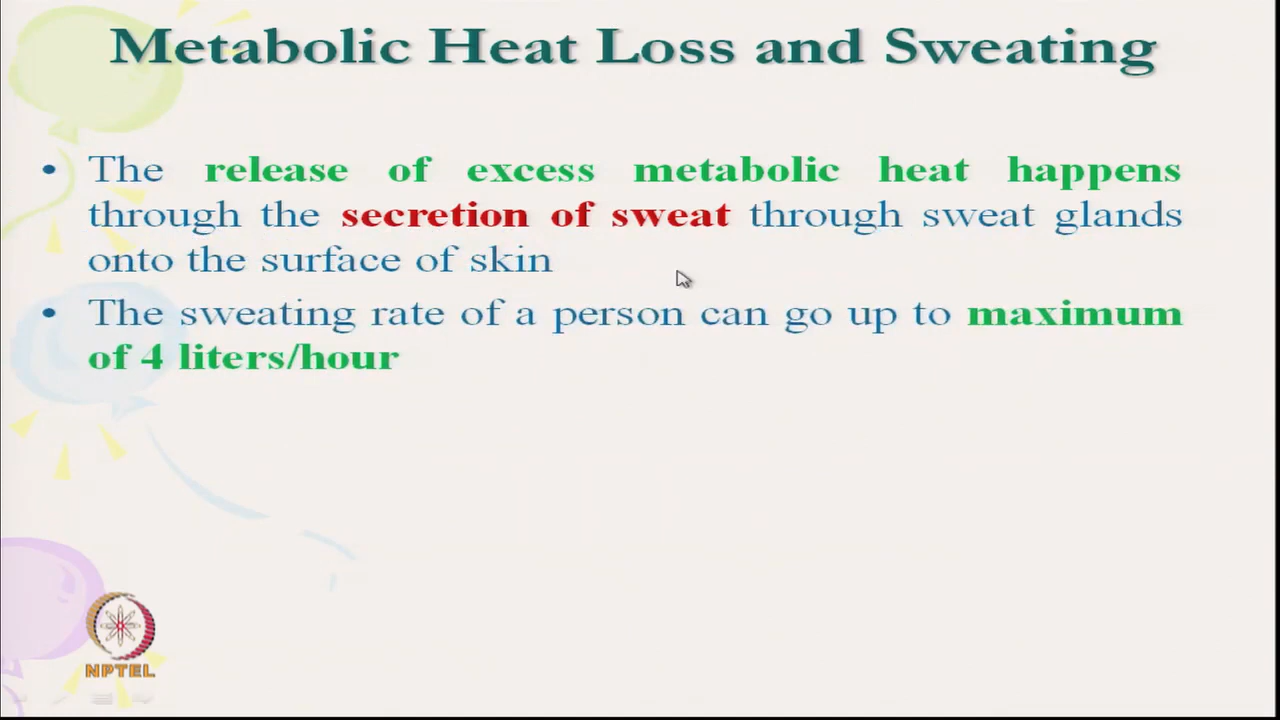 Metabolic Heat Loss and Sweating
• The release of excess metabolic heat happens
through the secretion of sweat through sweat glands
onto the surface of skin
• The sweating rate of a person can go up to maximum
of 4 liters/hour
NPTEL